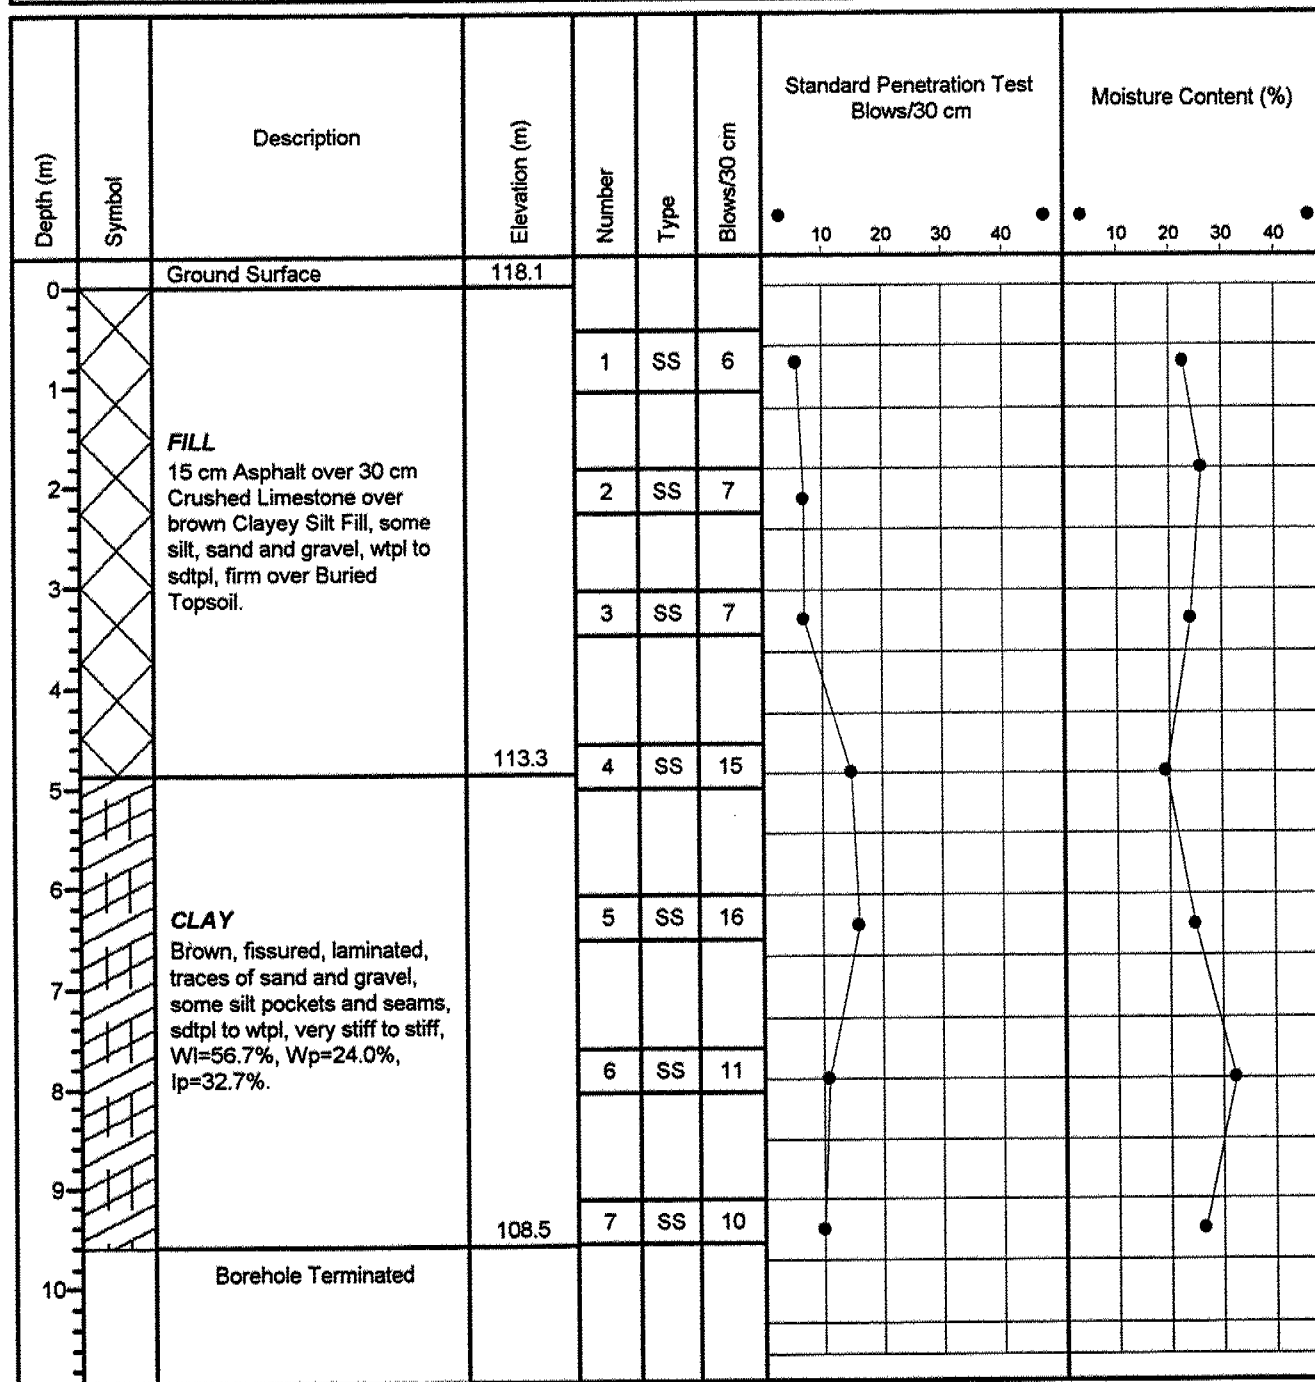 Standard Penetration Test
Blows/30 cm
Moisture Content (%)
Description
Depth (m)
Symbol
Elevation (m)
Number
Type
Blows/30 cm
10 20 30 40
10 20 30 40
Ground Surface
118.1
0
1 SS 6
1
FILL
15 cm Asphalt over 30 cm
Crushed Limestone over
brown Clayey Silt Fill, some
silt, sand and gravel, wtpl to
sdtpl, firm over Buried
Topsoil.
2
2 SS 7
3
3 SS 7
4
113.3
4 SS 15
5
6
5 SS 16
CLAY
Brown, fissured, laminated,
traces of sand and gravel,
some silt pockets and seams,
sdtpl to wtpl, very stiff to stiff,
Wl=56.7%, Wp=24.0%,
Ip=32.7%.
7
6 SS 11
8
9
108.5
7 SS 10
Borehole Terminated
10